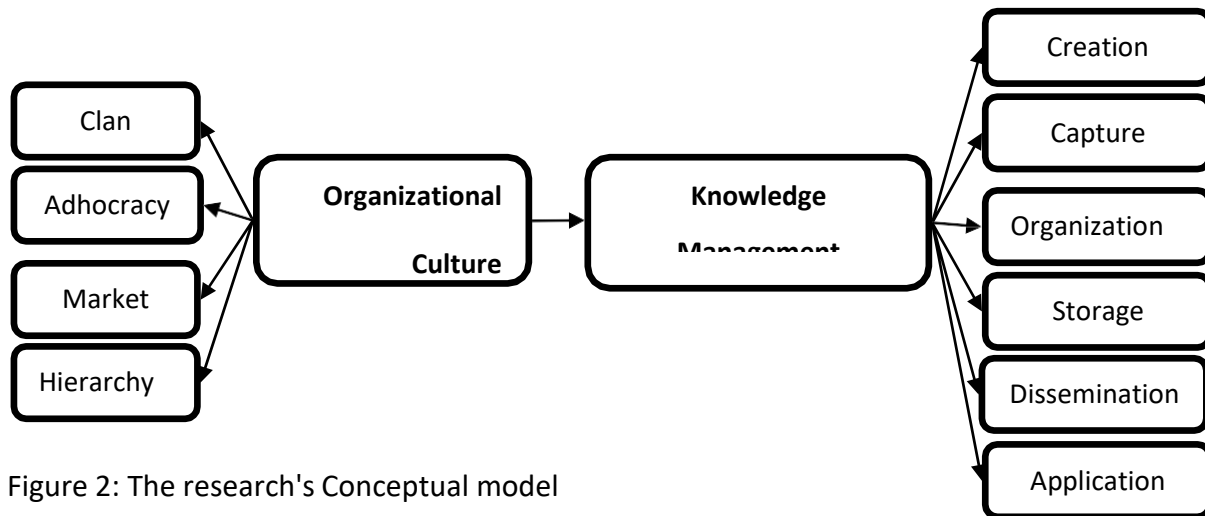 Clan
Adhocracy
Market
Hierarchy
Organizational
Culture
Knowledge
Management
Creation
Capture
Organization
Storage
Dissemination
Application
Figure 2: The research's Conceptual model